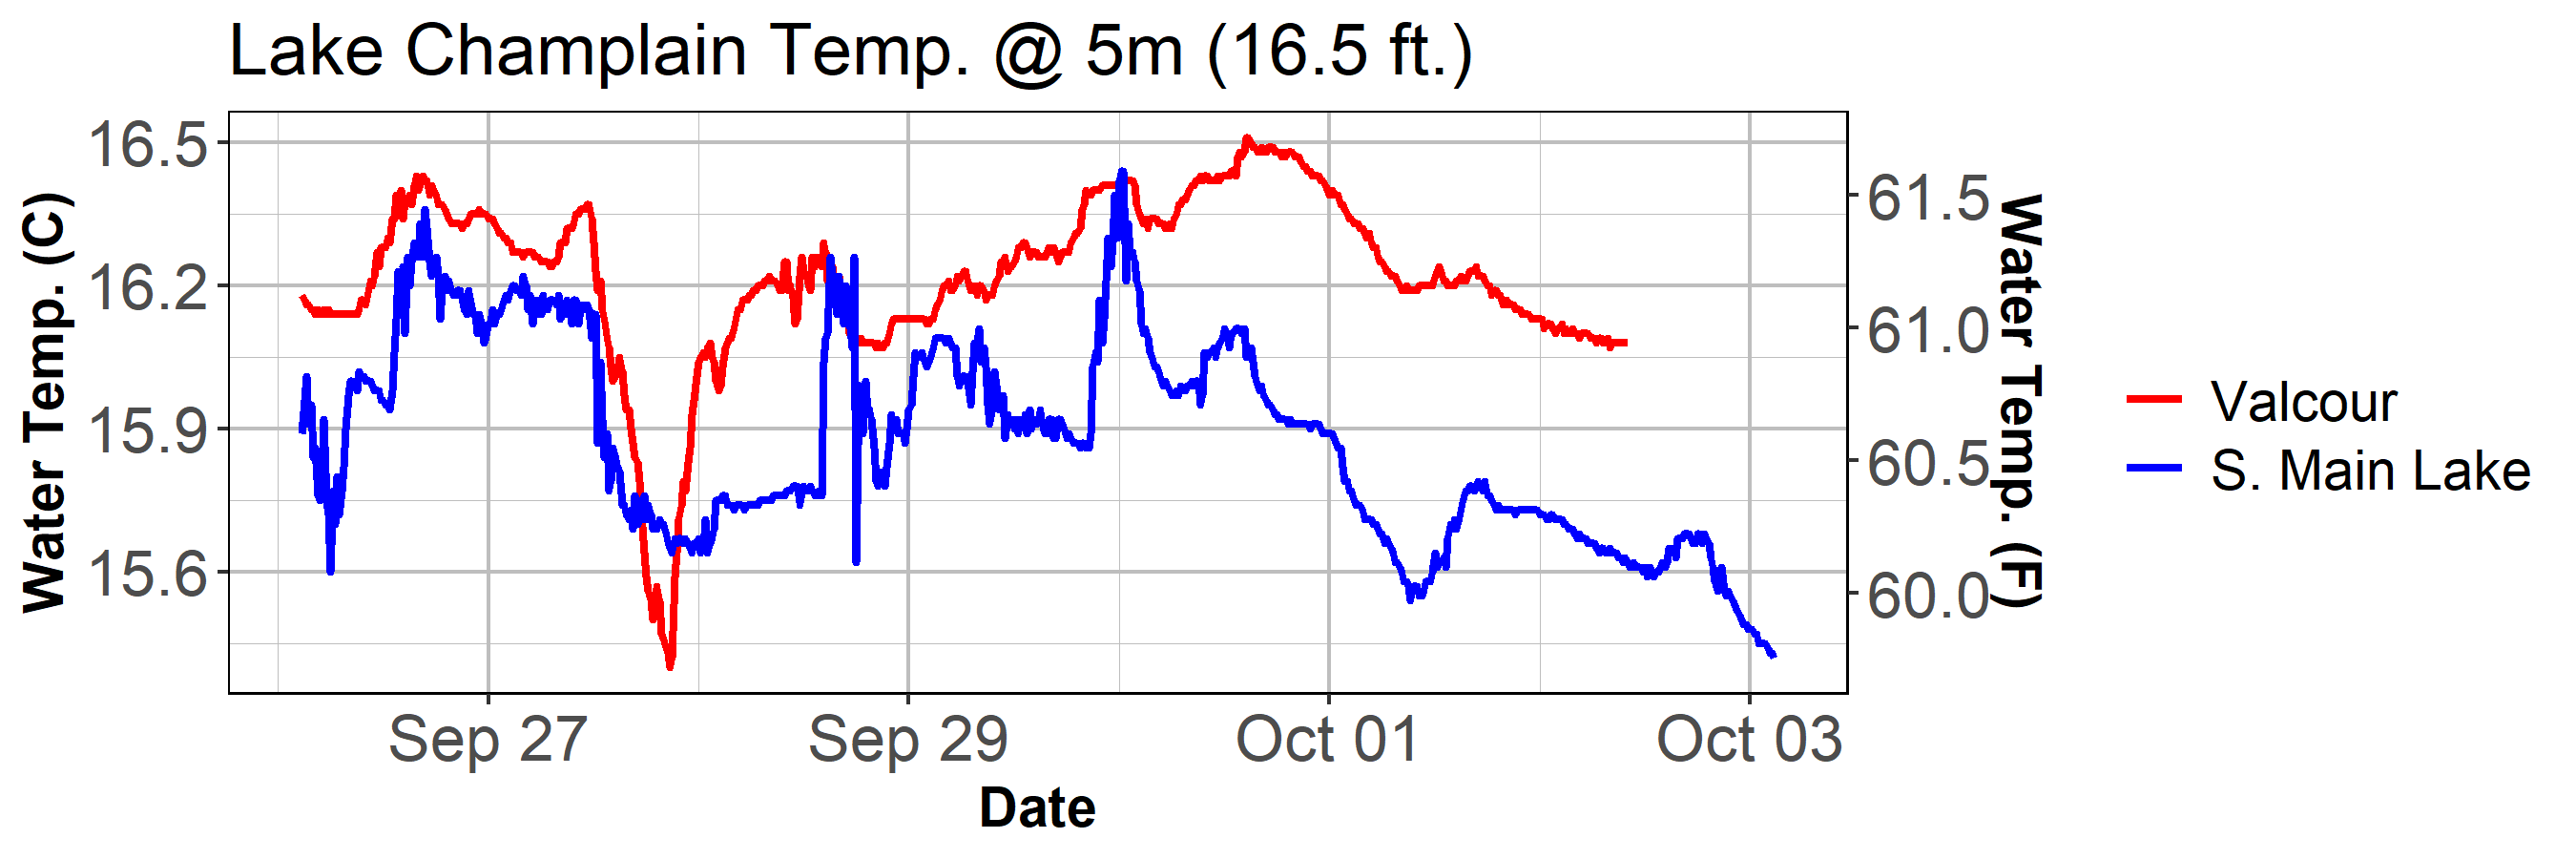 Lake Champlain Temp. @ 5m (16.5 ft.)
Water Temp. (C)
16.5
16.2
15.9
15.6
61.5
61.0
60.5
60.0
Water Temp. (F)
Sep 27
Sep 29
Oct 01
Oct 03
Date
Valcour
S. Main Lake